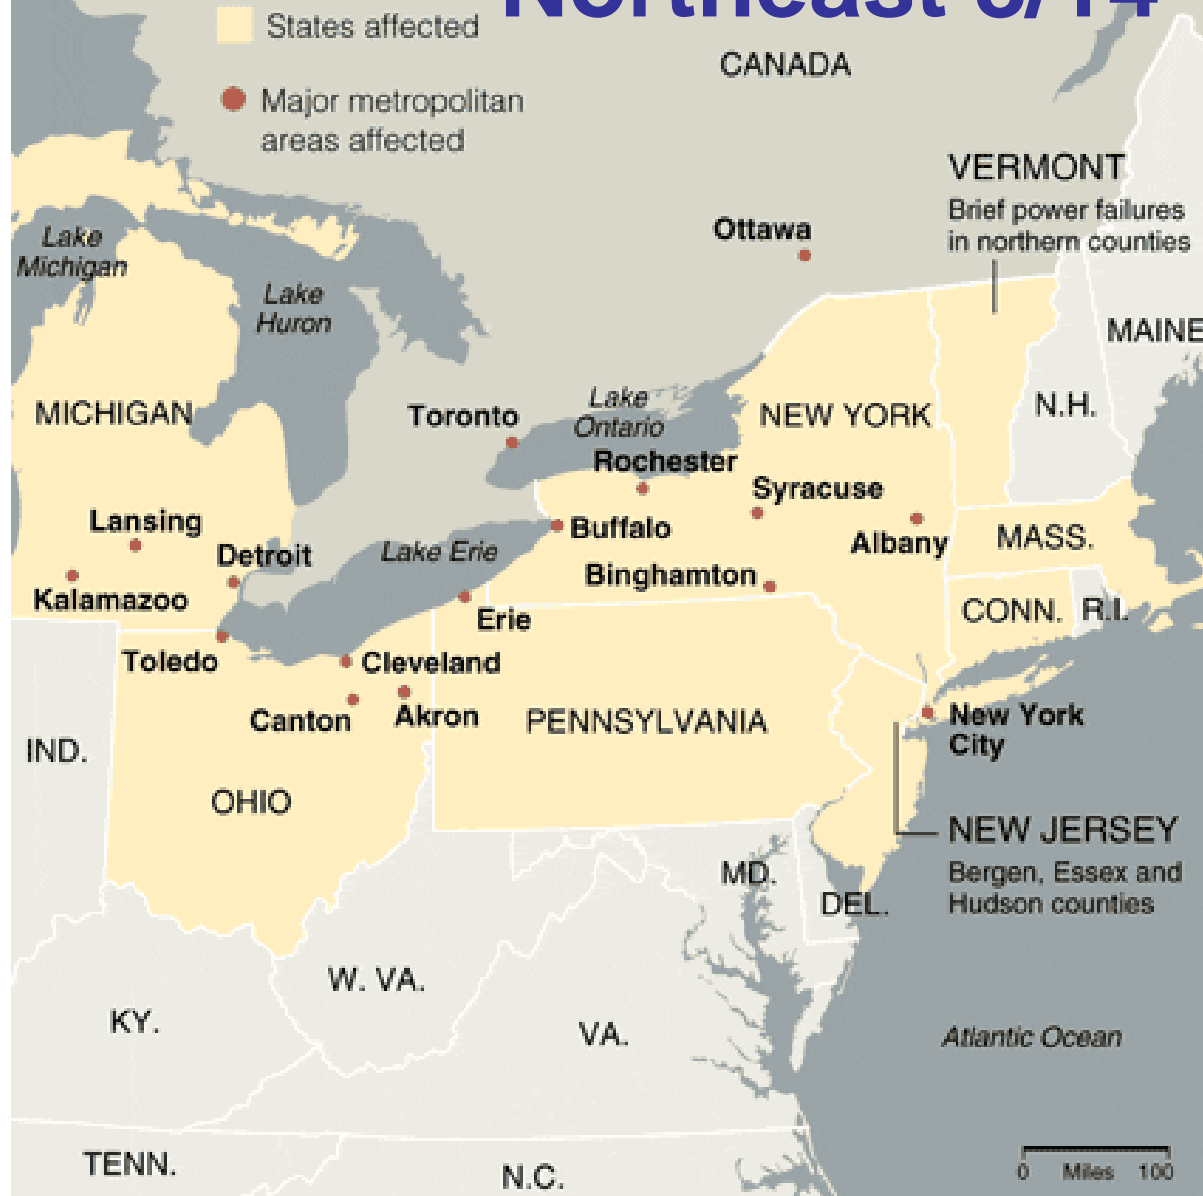 Northeast 8/14
States affected
CANADA
Major metropolitan
areas affected
VERMONT
Brief power failures
in northern counties
Ottawa
Lake
Michigan
Lake
Huron
MAINE
MICHIGAN
Toronto
Lake
Ontario
NEW YORK
N.H.
Rochester
Syracuse
Lansing
Buffalo
Albany
MASS.
Detroit
Lake Erie
Kalamazoo
Binghamton
CONN.
R.I.
Erie
Toledo
Cleveland
Canton
Akron
PENNSYLVANIA
New York
City
IND.
OHIO
NEW JERSEY
Bergen, Essex and
Hudson counties
MD.
DEL.
W. VA.
KY.
VA.
Atlantic Ocean
TENN.
N.C.
0 Miles 100